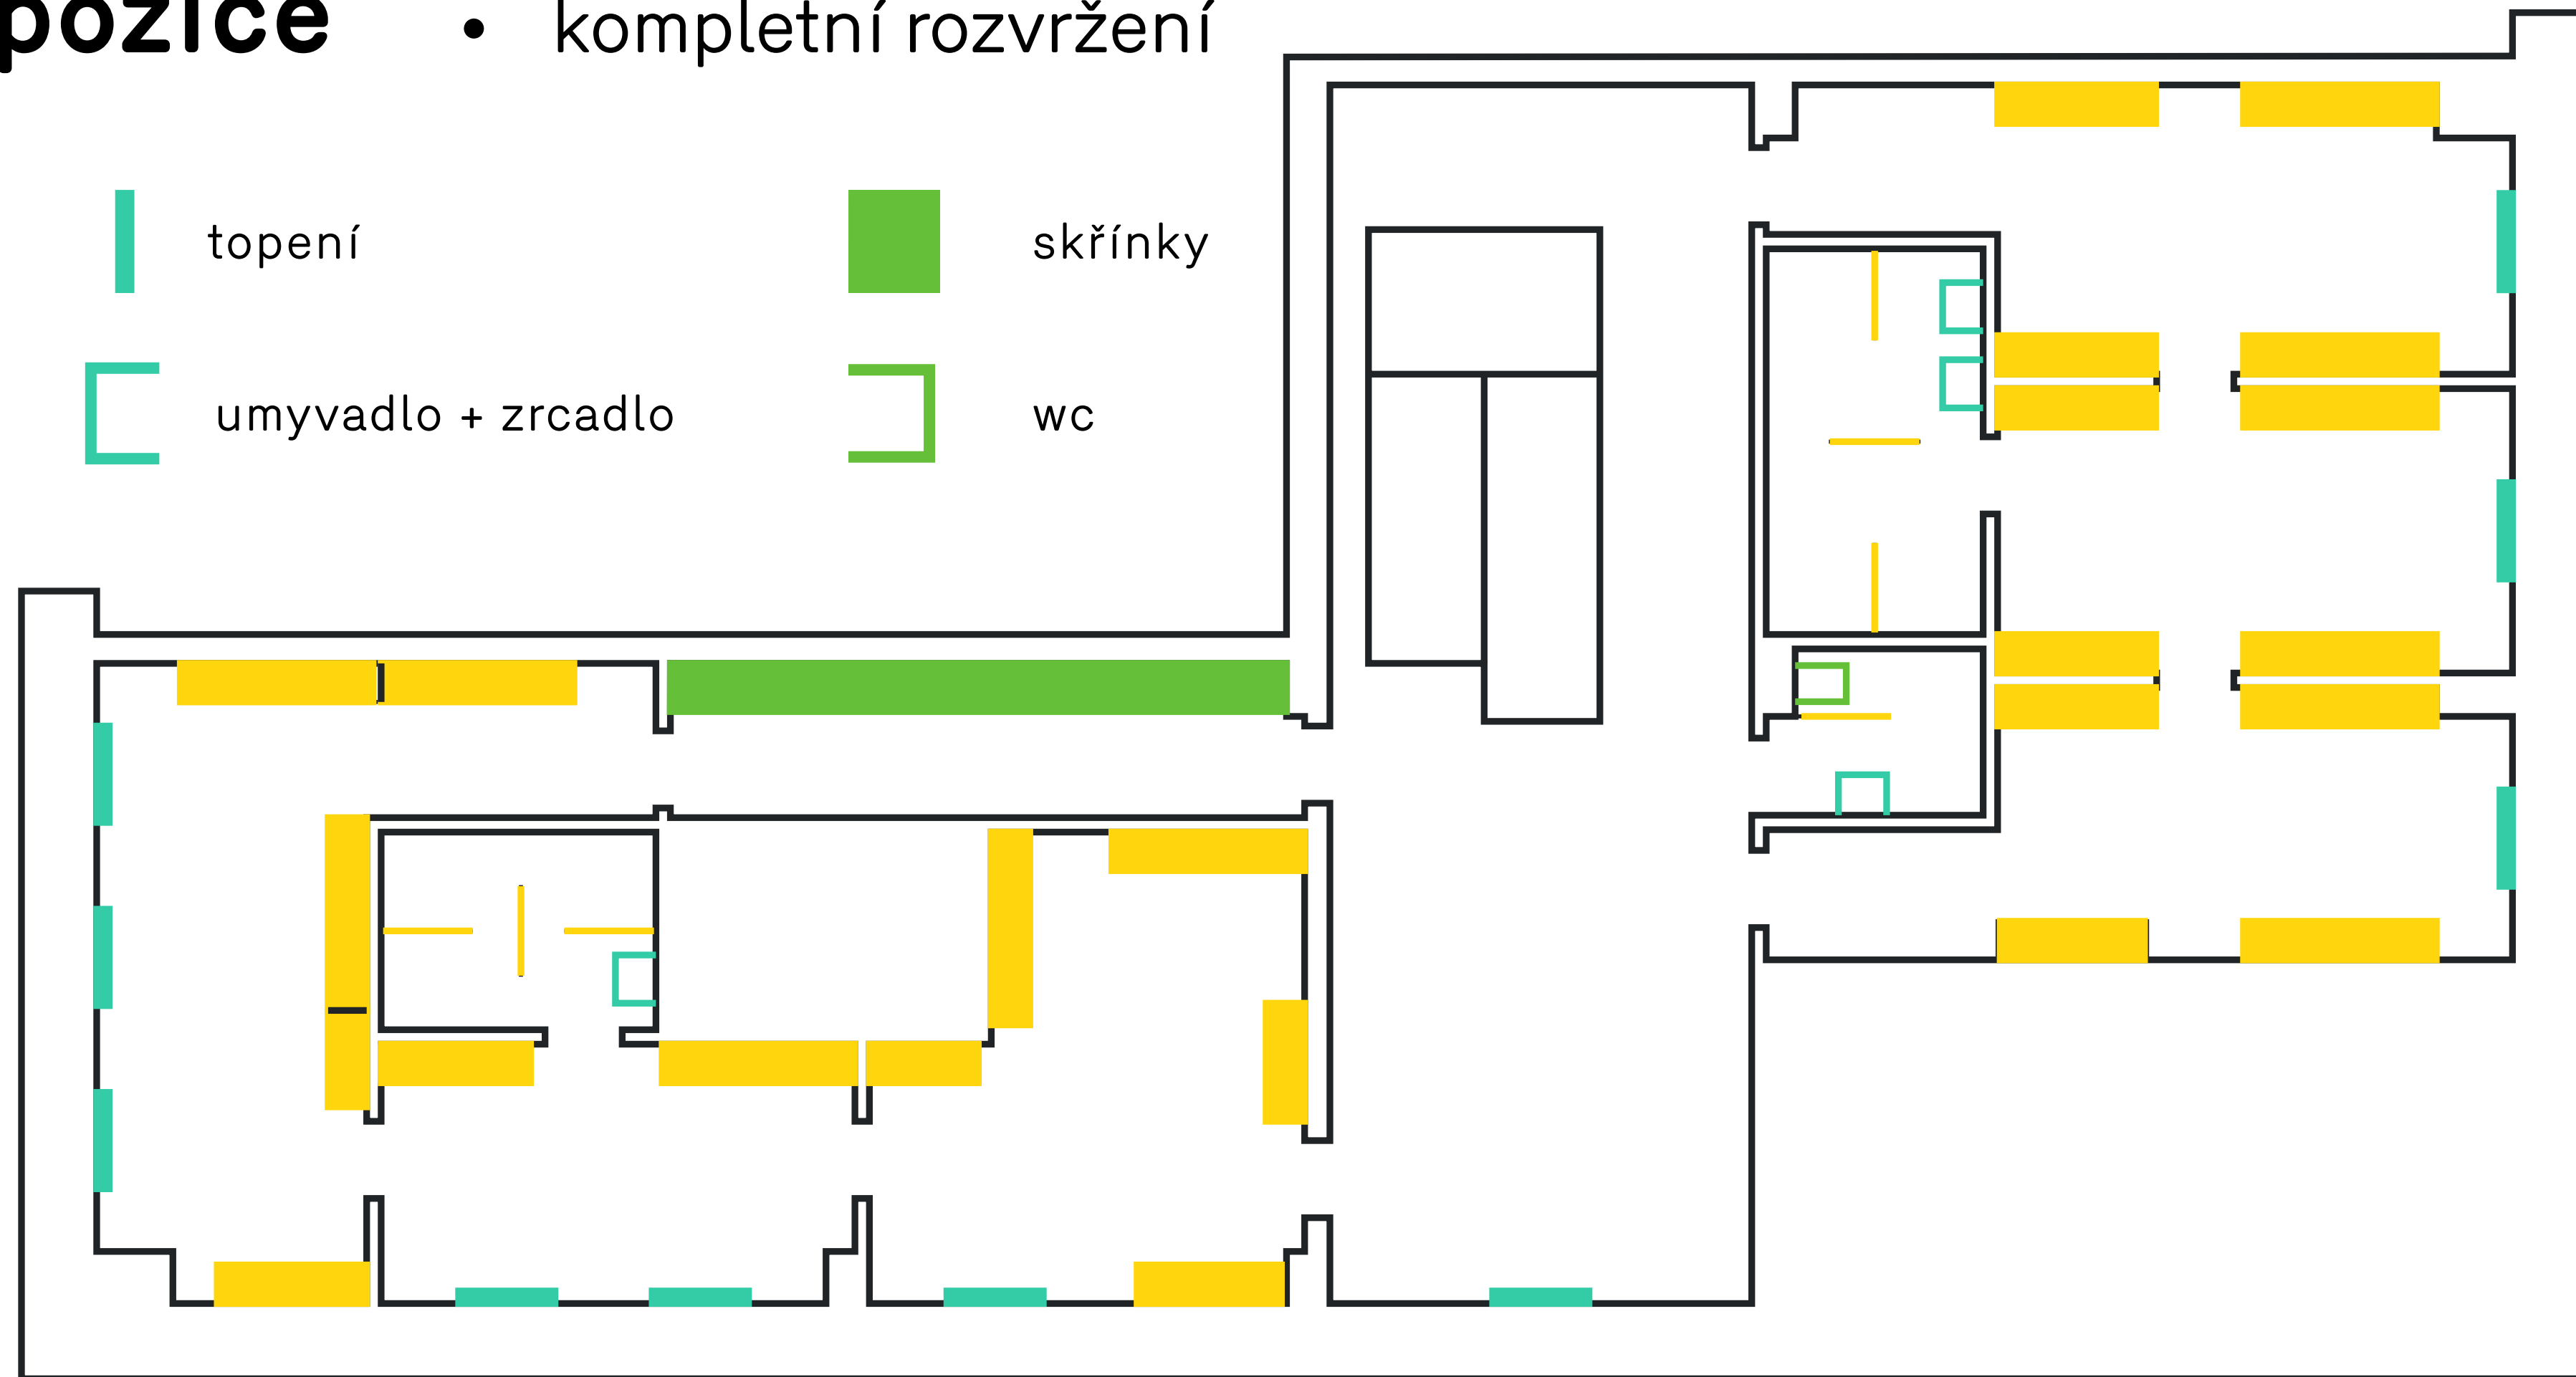 pozice • kompletní rozvržení
topení
skřínky
umyvadlo + zrcadlo
wc